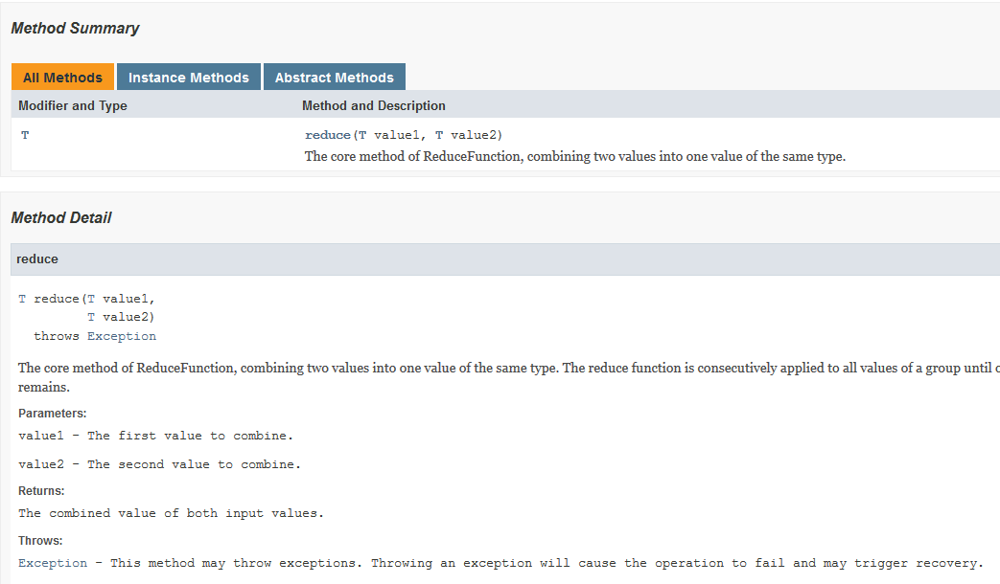 Method Summary
All Methods Instance Methods Abstract Methods
Modifier and Type Method and Description
T reduce(T value1, T value2)
The core method of ReduceFunction, combining two values into one value of the same type.
Method Detail
reduce
T reduce(T value1,
T value2)
throws Exception
The core method of ReduceFunction, combining two values into one value of the same type. The reduce function is consecutively applied to all values of a group until
remains.
Parameters:
value1 - The first value to combine.
value2 - The second value to combine.
Returns:
The combined value of both input values.
Throws:
Exception - This method may throw exceptions. Throwing an exception will cause the operation to fail and may trigger recovery.